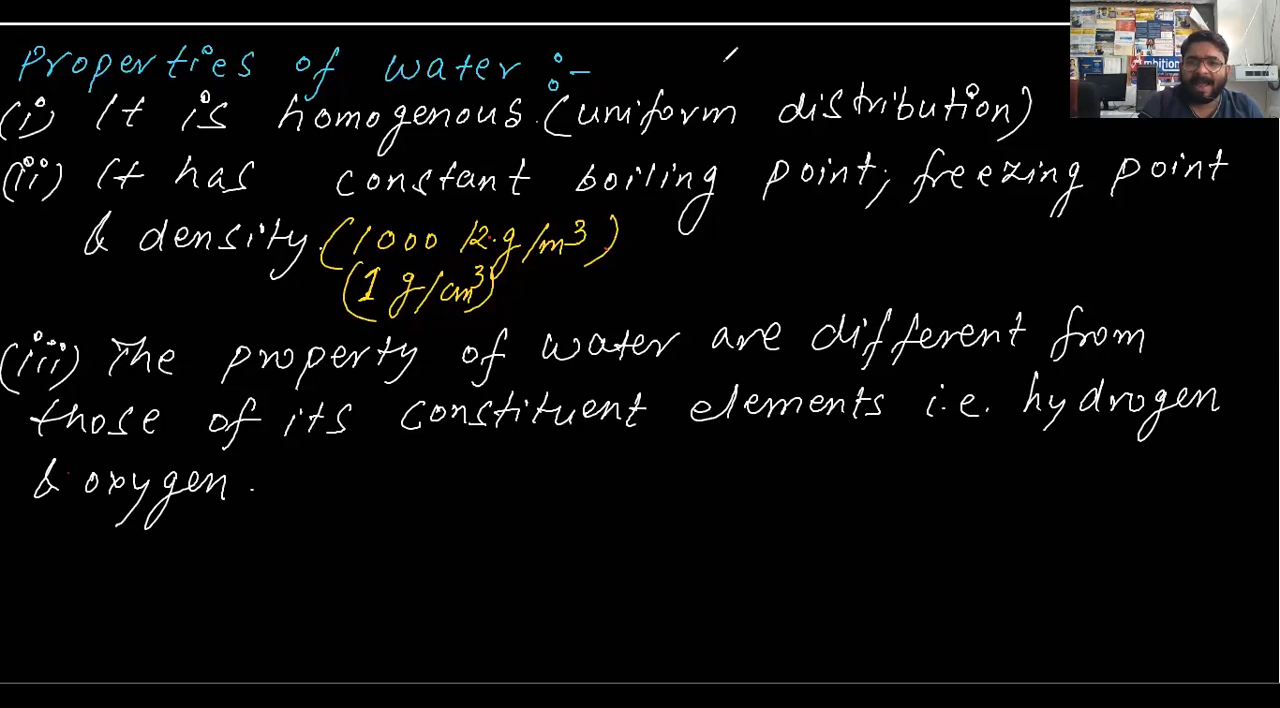 Properties of water :-
(i) It is homogenous. (uniform distribution)
(ii) It has constant boiling point, freezing point
& density. (1000 k.g/m³)
(1 g/cm³)
(iii) The property of water are different from
those of its constituent elements i.e. hydrogen
& oxygen.
mbition